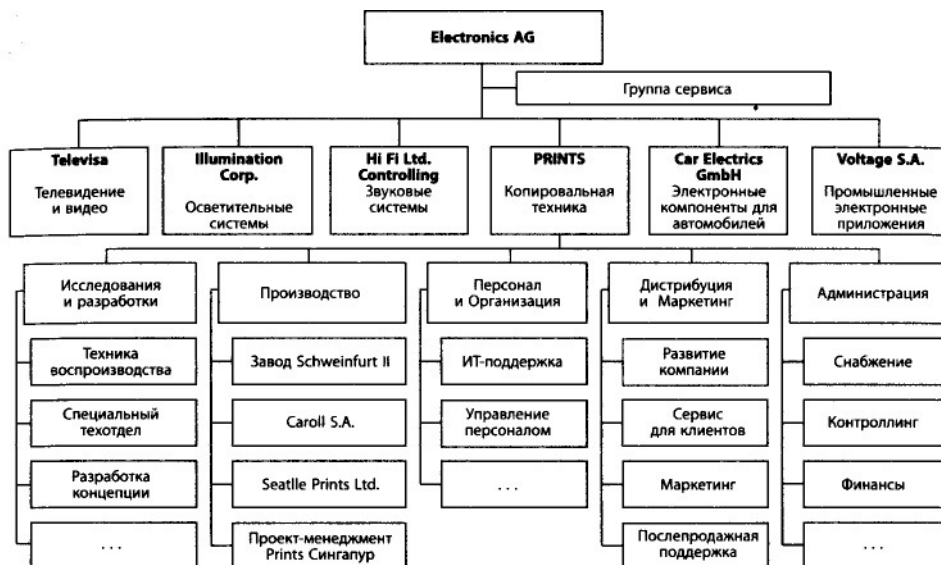 Electronics AG
Группа сервиса
Televisa
Телевидение
и видео
Illumination
Corp.
Осветительные
системы
Hi Fi Ltd.
Controlling
Звуковые
системы
PRINTS
Копировальная
техника
Car Electrics
GmbH
Электронные
компоненты для
автомобилей
Voltage S.A.
Промышленные
электронные
приложения
Исследования
и разработки
Техника
воспроизводства
Специальный
техотдел
Разработка
концепции
...
Производство
Завод Schweinfurt II
Caroll S.A.
Seatlle Prints Ltd.
Проект-менеджмент
Prints Сингапур
Персонал
и Организация
ИТ-поддержка
Управление
персоналом
...
Дистрибуция
и Маркетинг
Развитие
компании
Сервис
для клиентов
Маркетинг
Послепродажная
поддержка
Администрация
Снабжение
Контроллинг
Финансы
...